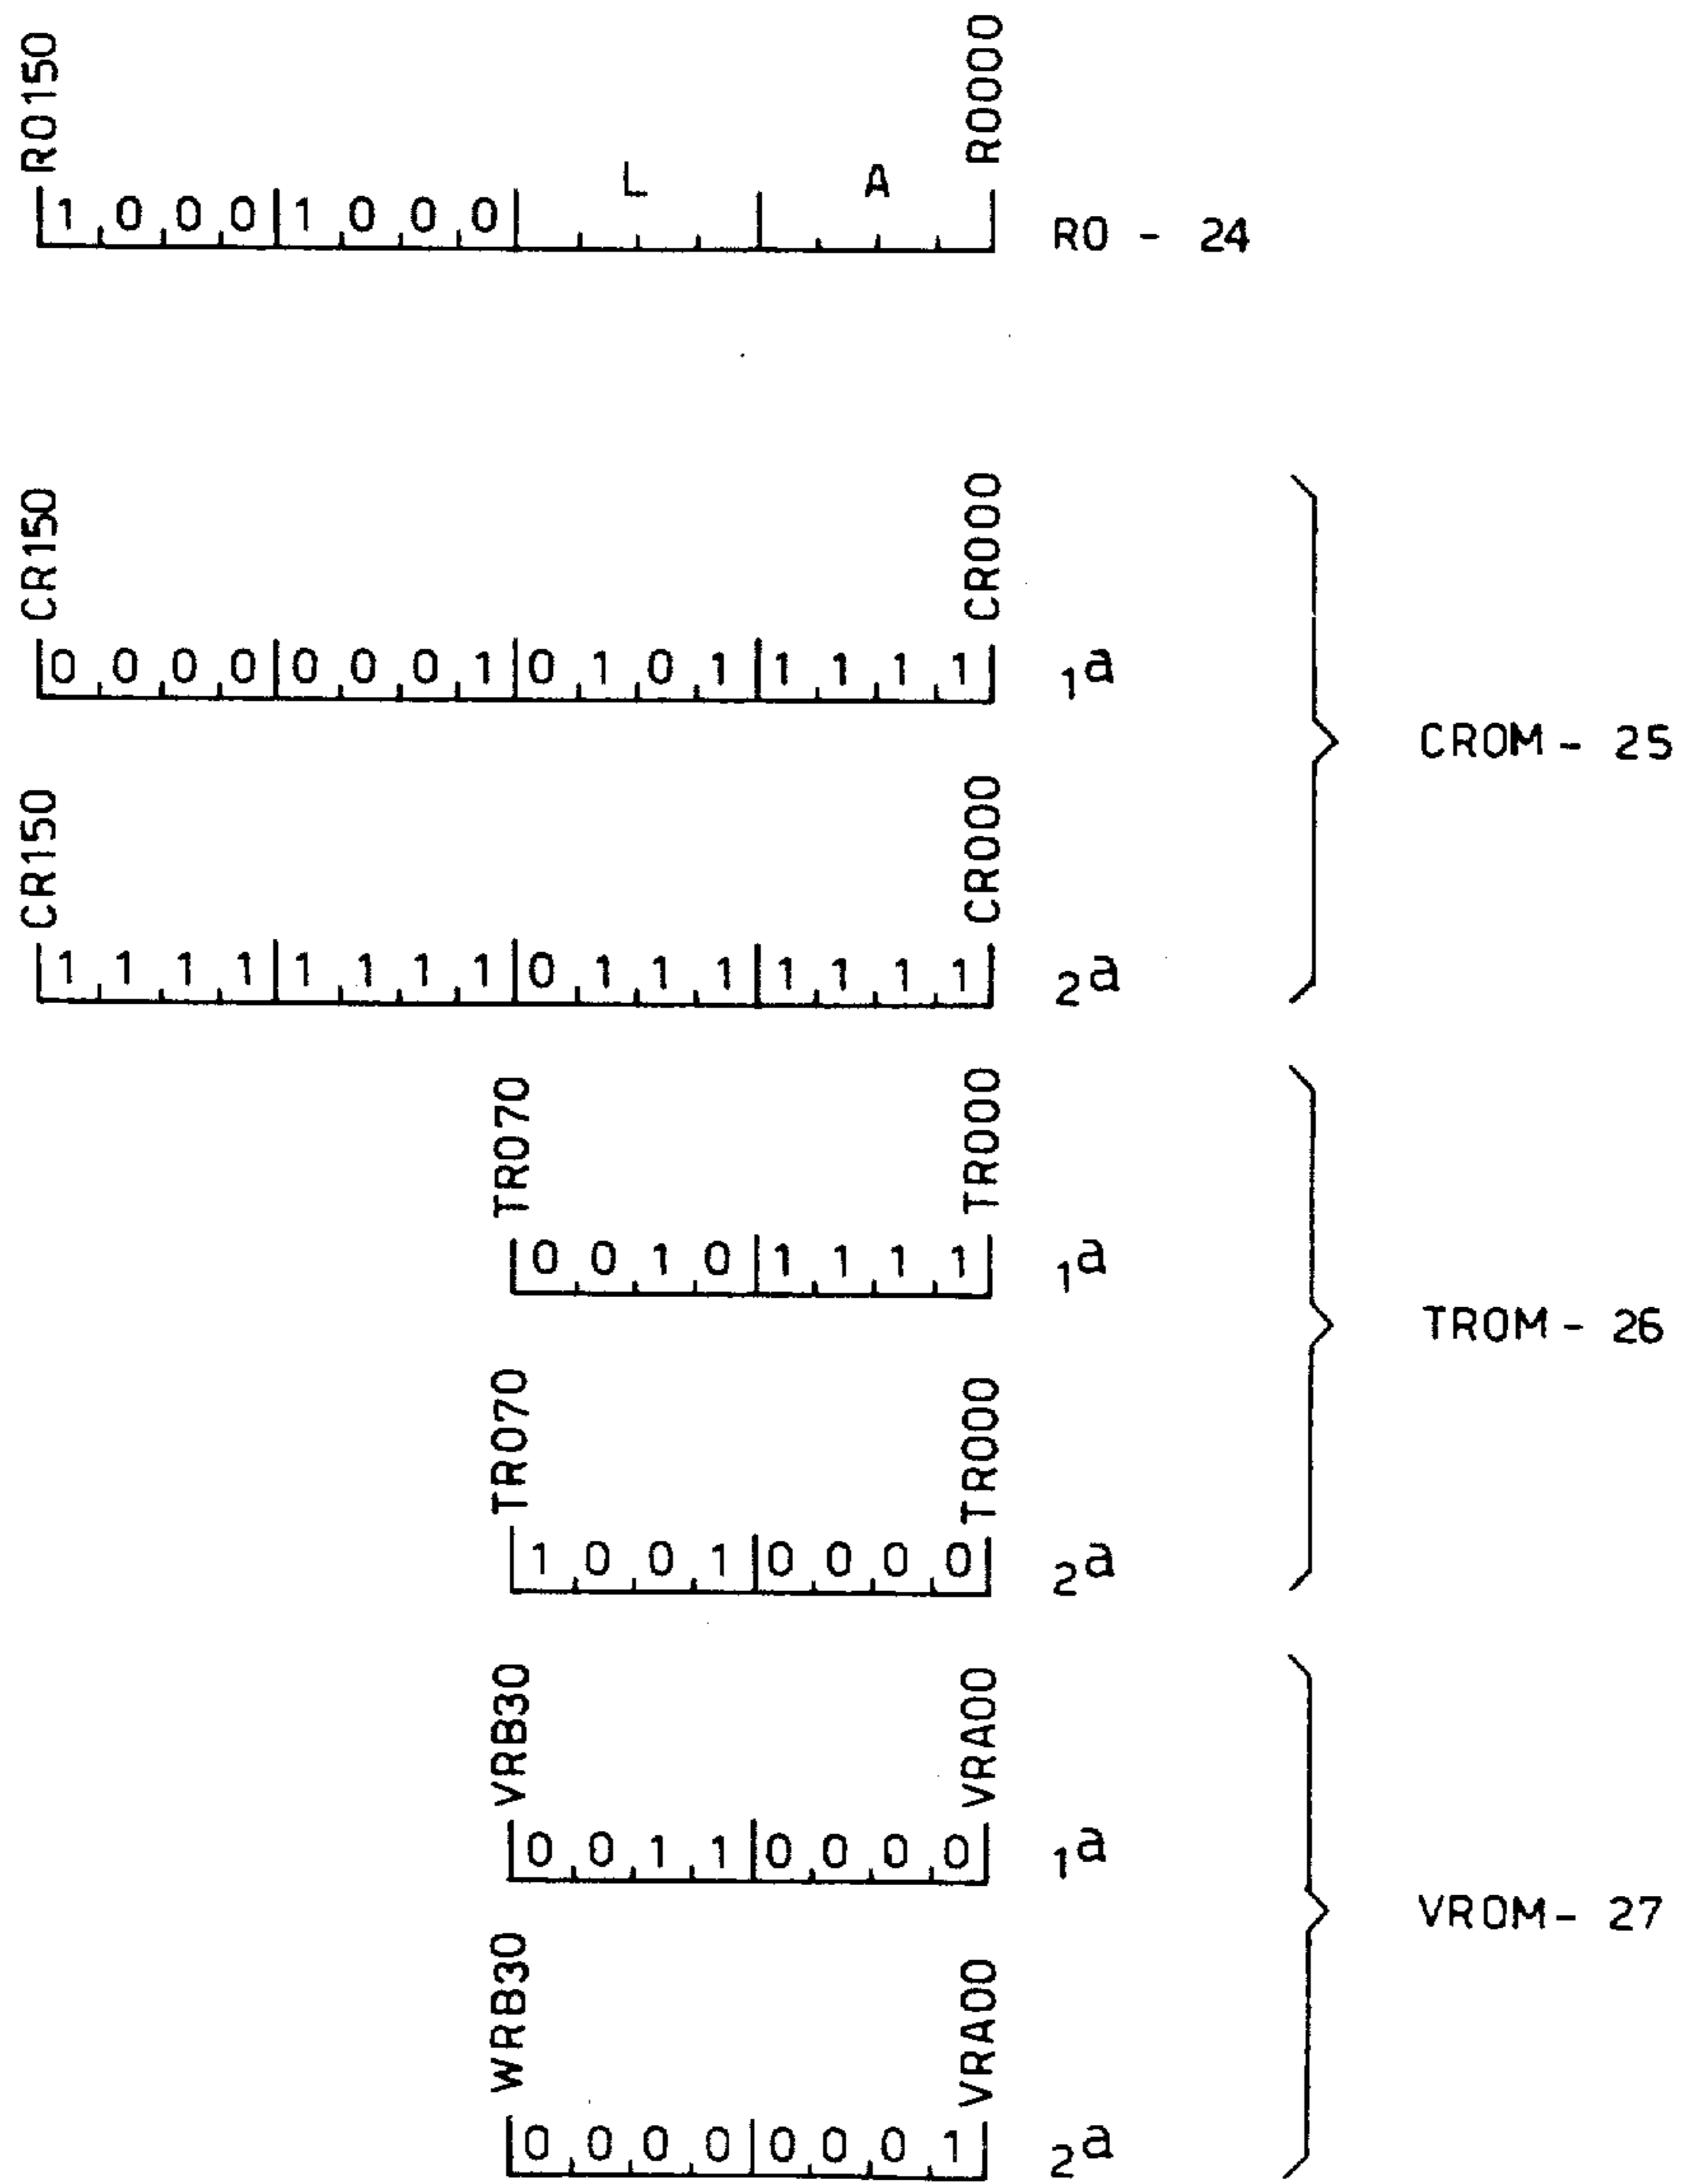 RO150 RO000
L A
1 0 0 0 1 0 0 0 RO - 24
CR150 CR000
0 0 0 0 0 0 0 1 0 1 0 1 1 1 1 1 1a
CROM - 25
CR150 CR000
1 1 1 1 1 1 1 1 0 1 1 1 1 1 1 1 2a
TR070 TR000
0 0 1 0 1 1 1 1 1a
TROM - 26
TR070 TR000
1 0 0 1 0 0 0 0 2a
VRB30 VRA00
0 0 1 1 0 0 0 0 1a
VROM - 27
WRB30 VRA00
0 0 0 0 0 0 0 1 2a